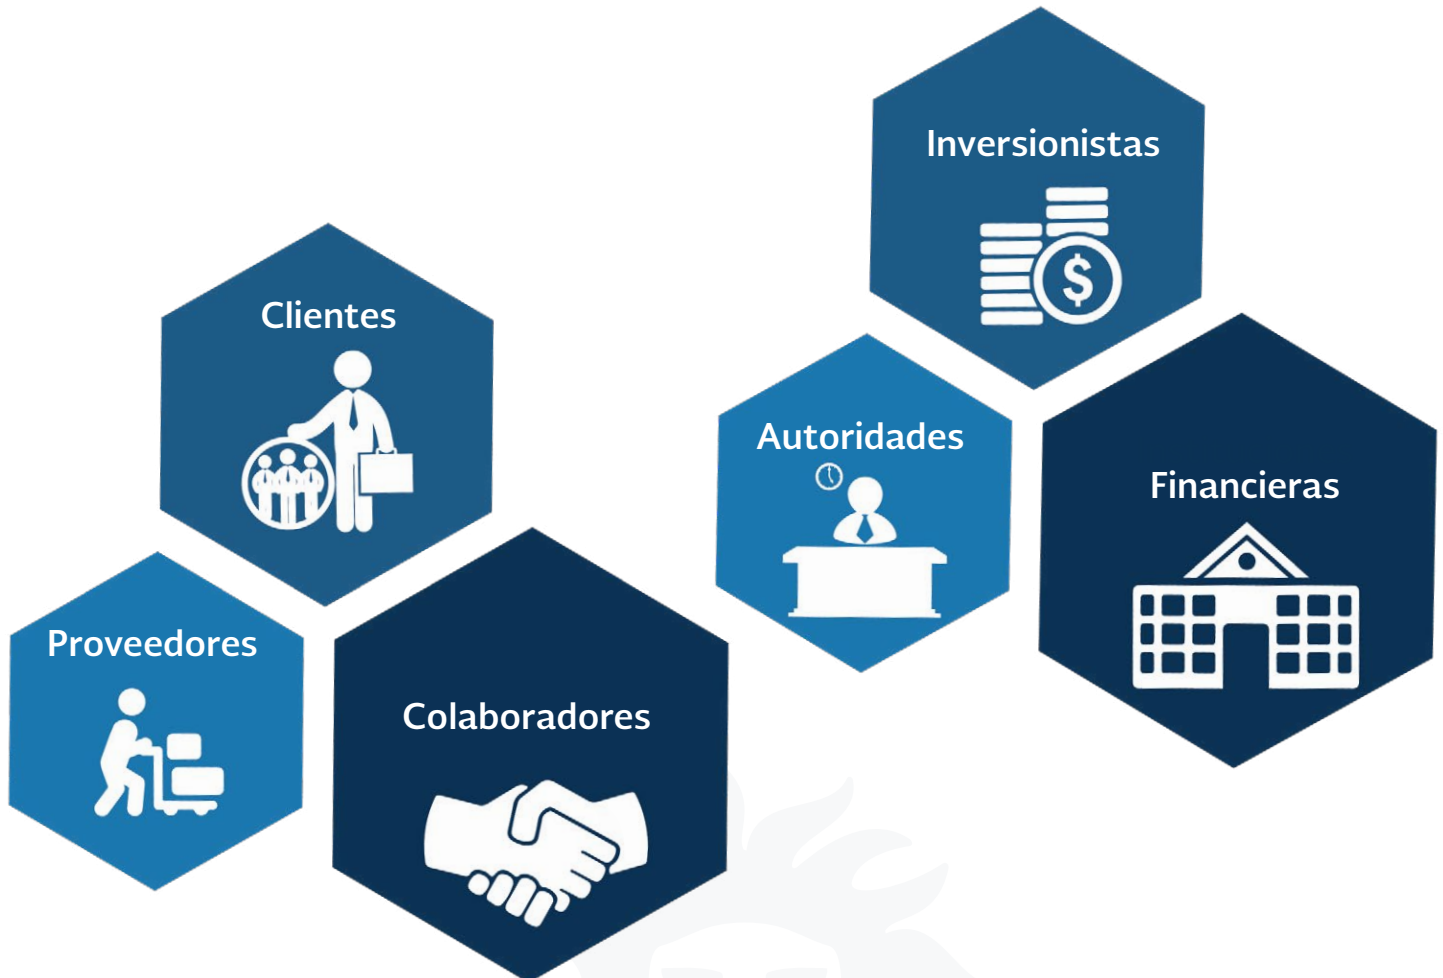 Inversionistas
Clientes
Autoridades
Financieras
Proveedores
Colaboradores
$